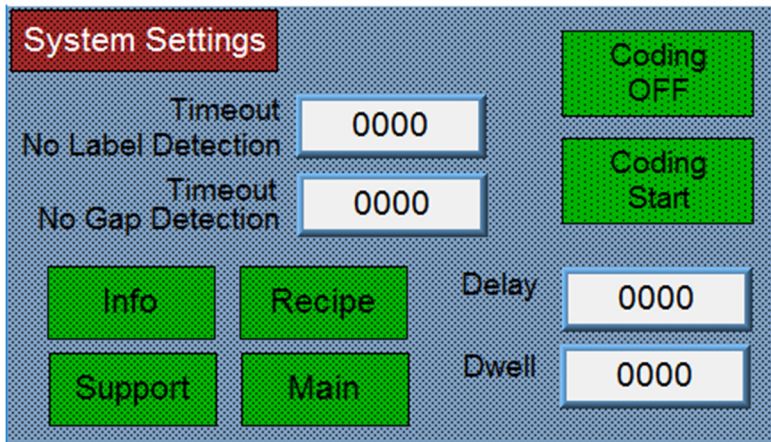 System Settings
Coding
OFF
Timeout
No Label Detection
0000
Coding
Start
Timeout
No Gap Detection
0000
Info
Recipe
Delay
0000
Support
Main
Dwell
0000